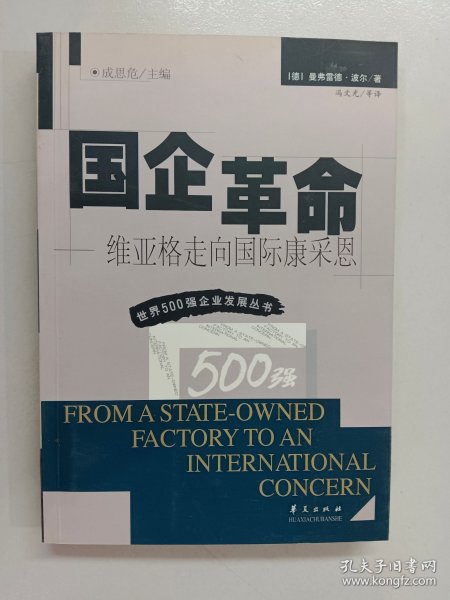 成思危/主编
[德]曼弗雷德·波尔/著
冯文光/等译
国企革命
维亚格走向国际康采恩
世界500强企业发展丛书
500强
FROM A STATE-OWNED
FACTORY TO AN
INTERNATIONAL
CONCERN
华夏出版社
HUAXIACHUBANSHE
孔夫子旧书网
www.kongfz.com